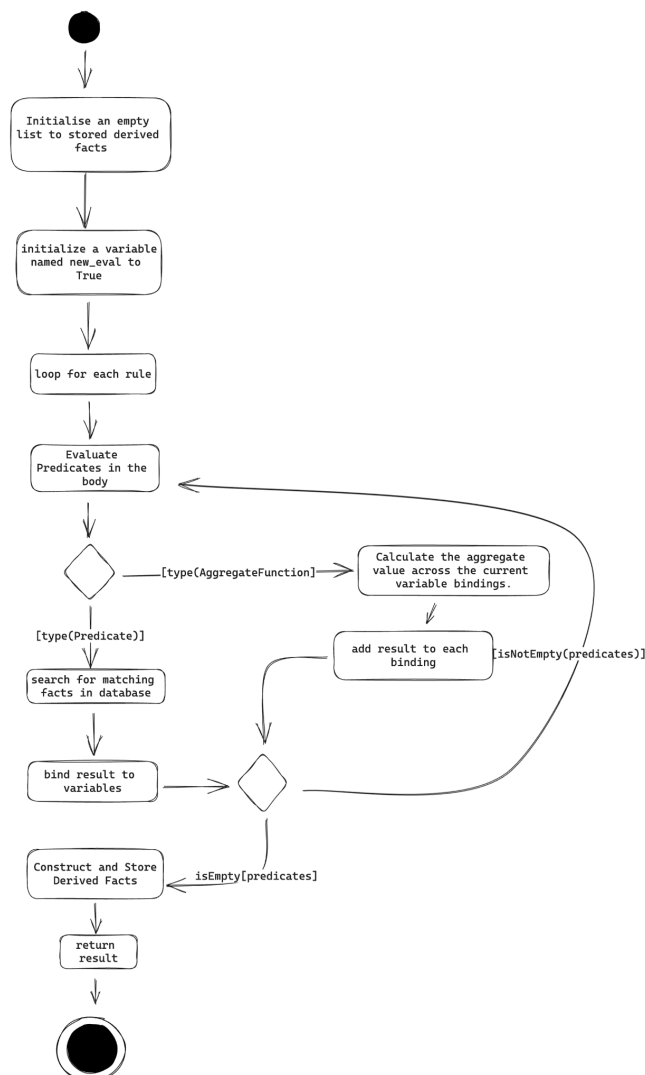 Initialise an empty
list to stored derived
facts
initialize a variable
named new_eval to
True
loop for each rule
Evaluate
Predicates in the
body
[type(AggregateFunction]
Calculate the aggregate
value across the current
variable bindings.
[type(Predicate)]
add result to each
binding
[isNotEmpty(predicates)]
search for matching
facts in database
bind result to
variables
Construct and Store
Derived Facts
isEmpty[predicates]
return
result